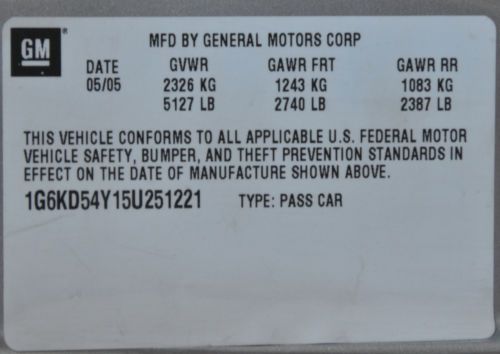 GM
MFD BY GENERAL MOTORS CORP
DATE GVWR GAWR FRT GAWR RR
05/05 2326 KG 1243 KG 1083 KG
5127 LB 2740 LB 2387 LB
THIS VEHICLE CONFORMS TO ALL APPLICABLE U.S. FEDERAL MOTOR
VEHICLE SAFETY, BUMPER, AND THEFT PREVENTION STANDARDS IN
EFFECT ON THE DATE OF MANUFACTURE SHOWN ABOVE.
1G6KD54Y15U251221 TYPE: PASS CAR